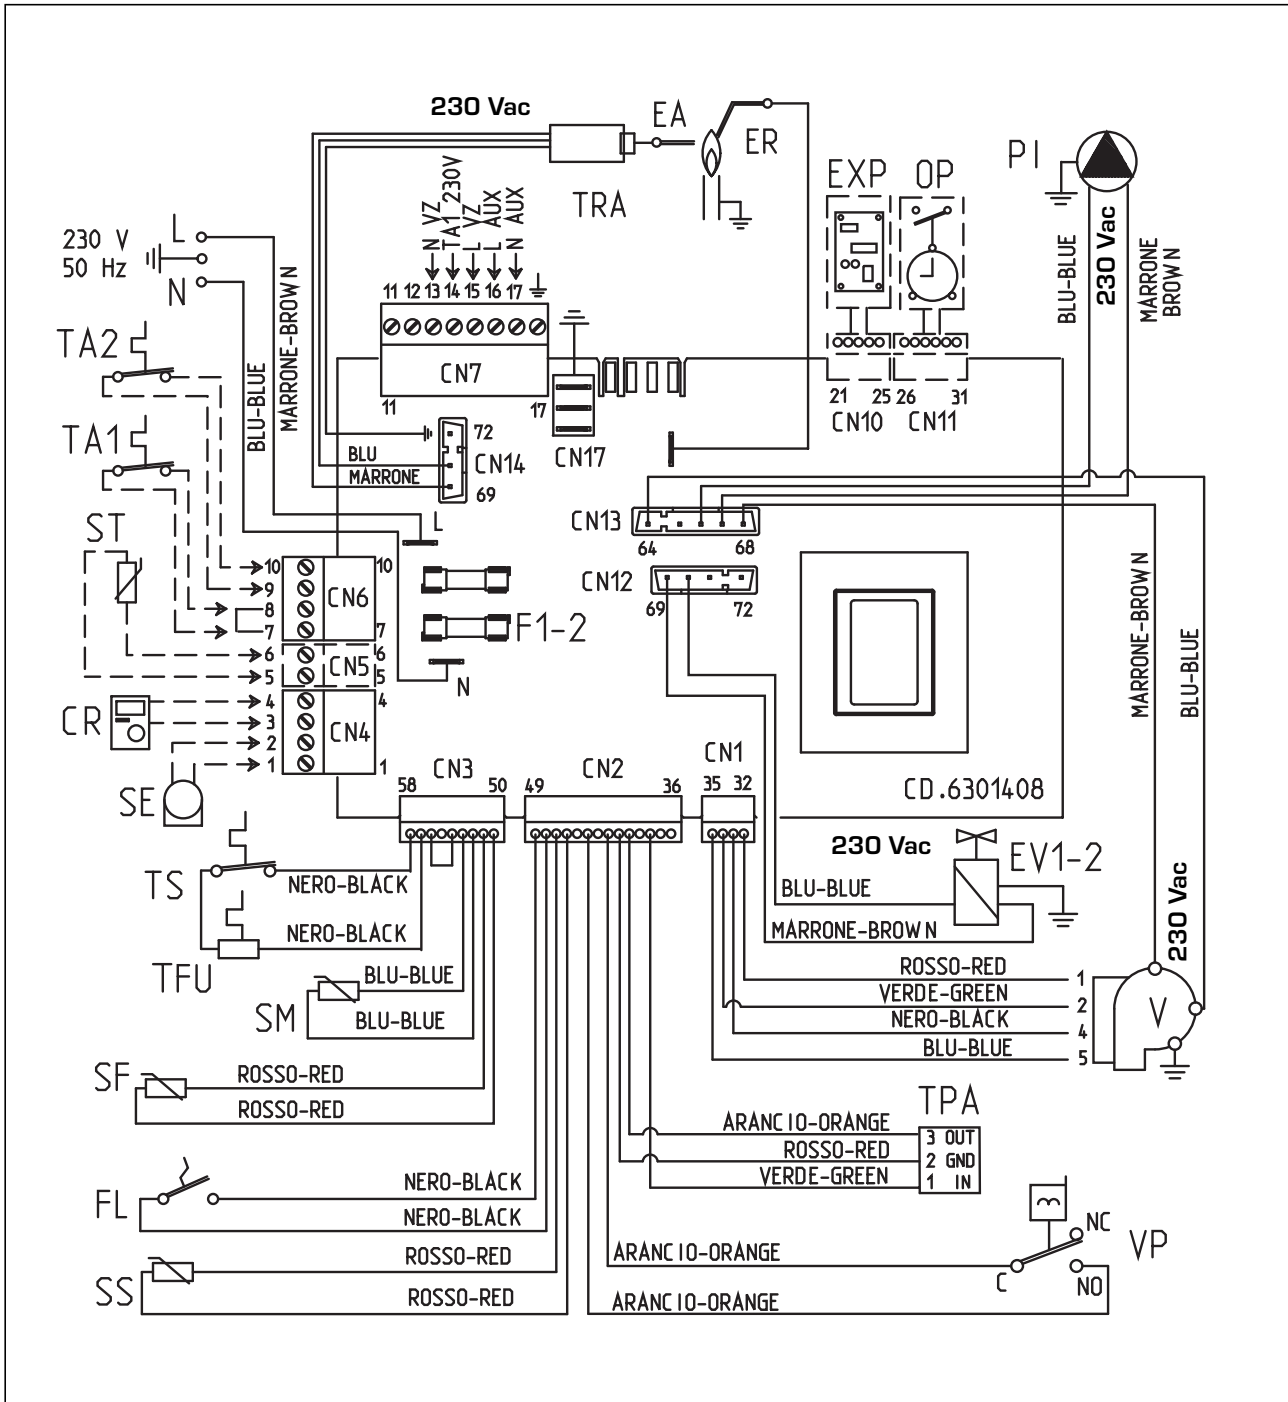 230 Vac
EA
ER
TRA
PI
EXP
OP
N VZ
TA1 230V
L VZ
L AUX
N AUX
230 V
50 Hz
L
N
BLU-BLUE
MARRONE-BROWN
BLU-BLUE
230 Vac
MARRONE
BROWN
11 12 13 14 15 16 17
CN7
11
17
CN17
21 25
CN10
26 31
CN11
TA2
TA1
BLU
MARRONE
72
CN14
69
L
ST
CN13
64 68
CN12
69 72
10
9
8
7
CN6
10
7
F1-2
6
5
CN5
6
5
N
CR
4
3
2
1
CN4
4
1
SE
MARRONE-BROWN
BLU-BLUE
CN3
58 50
CN2
49 36
CN1
35 32
CD.6301408
230 Vac
EV1-2
TS
NERO-BLACK
BLU-BLUE
NERO-BLACK
MARRONE-BROWN
230 Vac
TFU
BLU-BLUE
SM
BLU-BLUE
ROSSO-RED 1
VERDE-GREEN 2
NERO-BLACK 4
BLU-BLUE 5
V
SF
ROSSO-RED
ROSSO-RED
TPA
ARANCIO-ORANGE 3 OUT
ROSSO-RED 2 GND
VERDE-GREEN 1 IN
FL
NERO-BLACK
NERO-BLACK
SS
ROSSO-RED
ROSSO-RED
ARANCIO-ORANGE
ARANCIO-ORANGE
C
NC
NO
VP